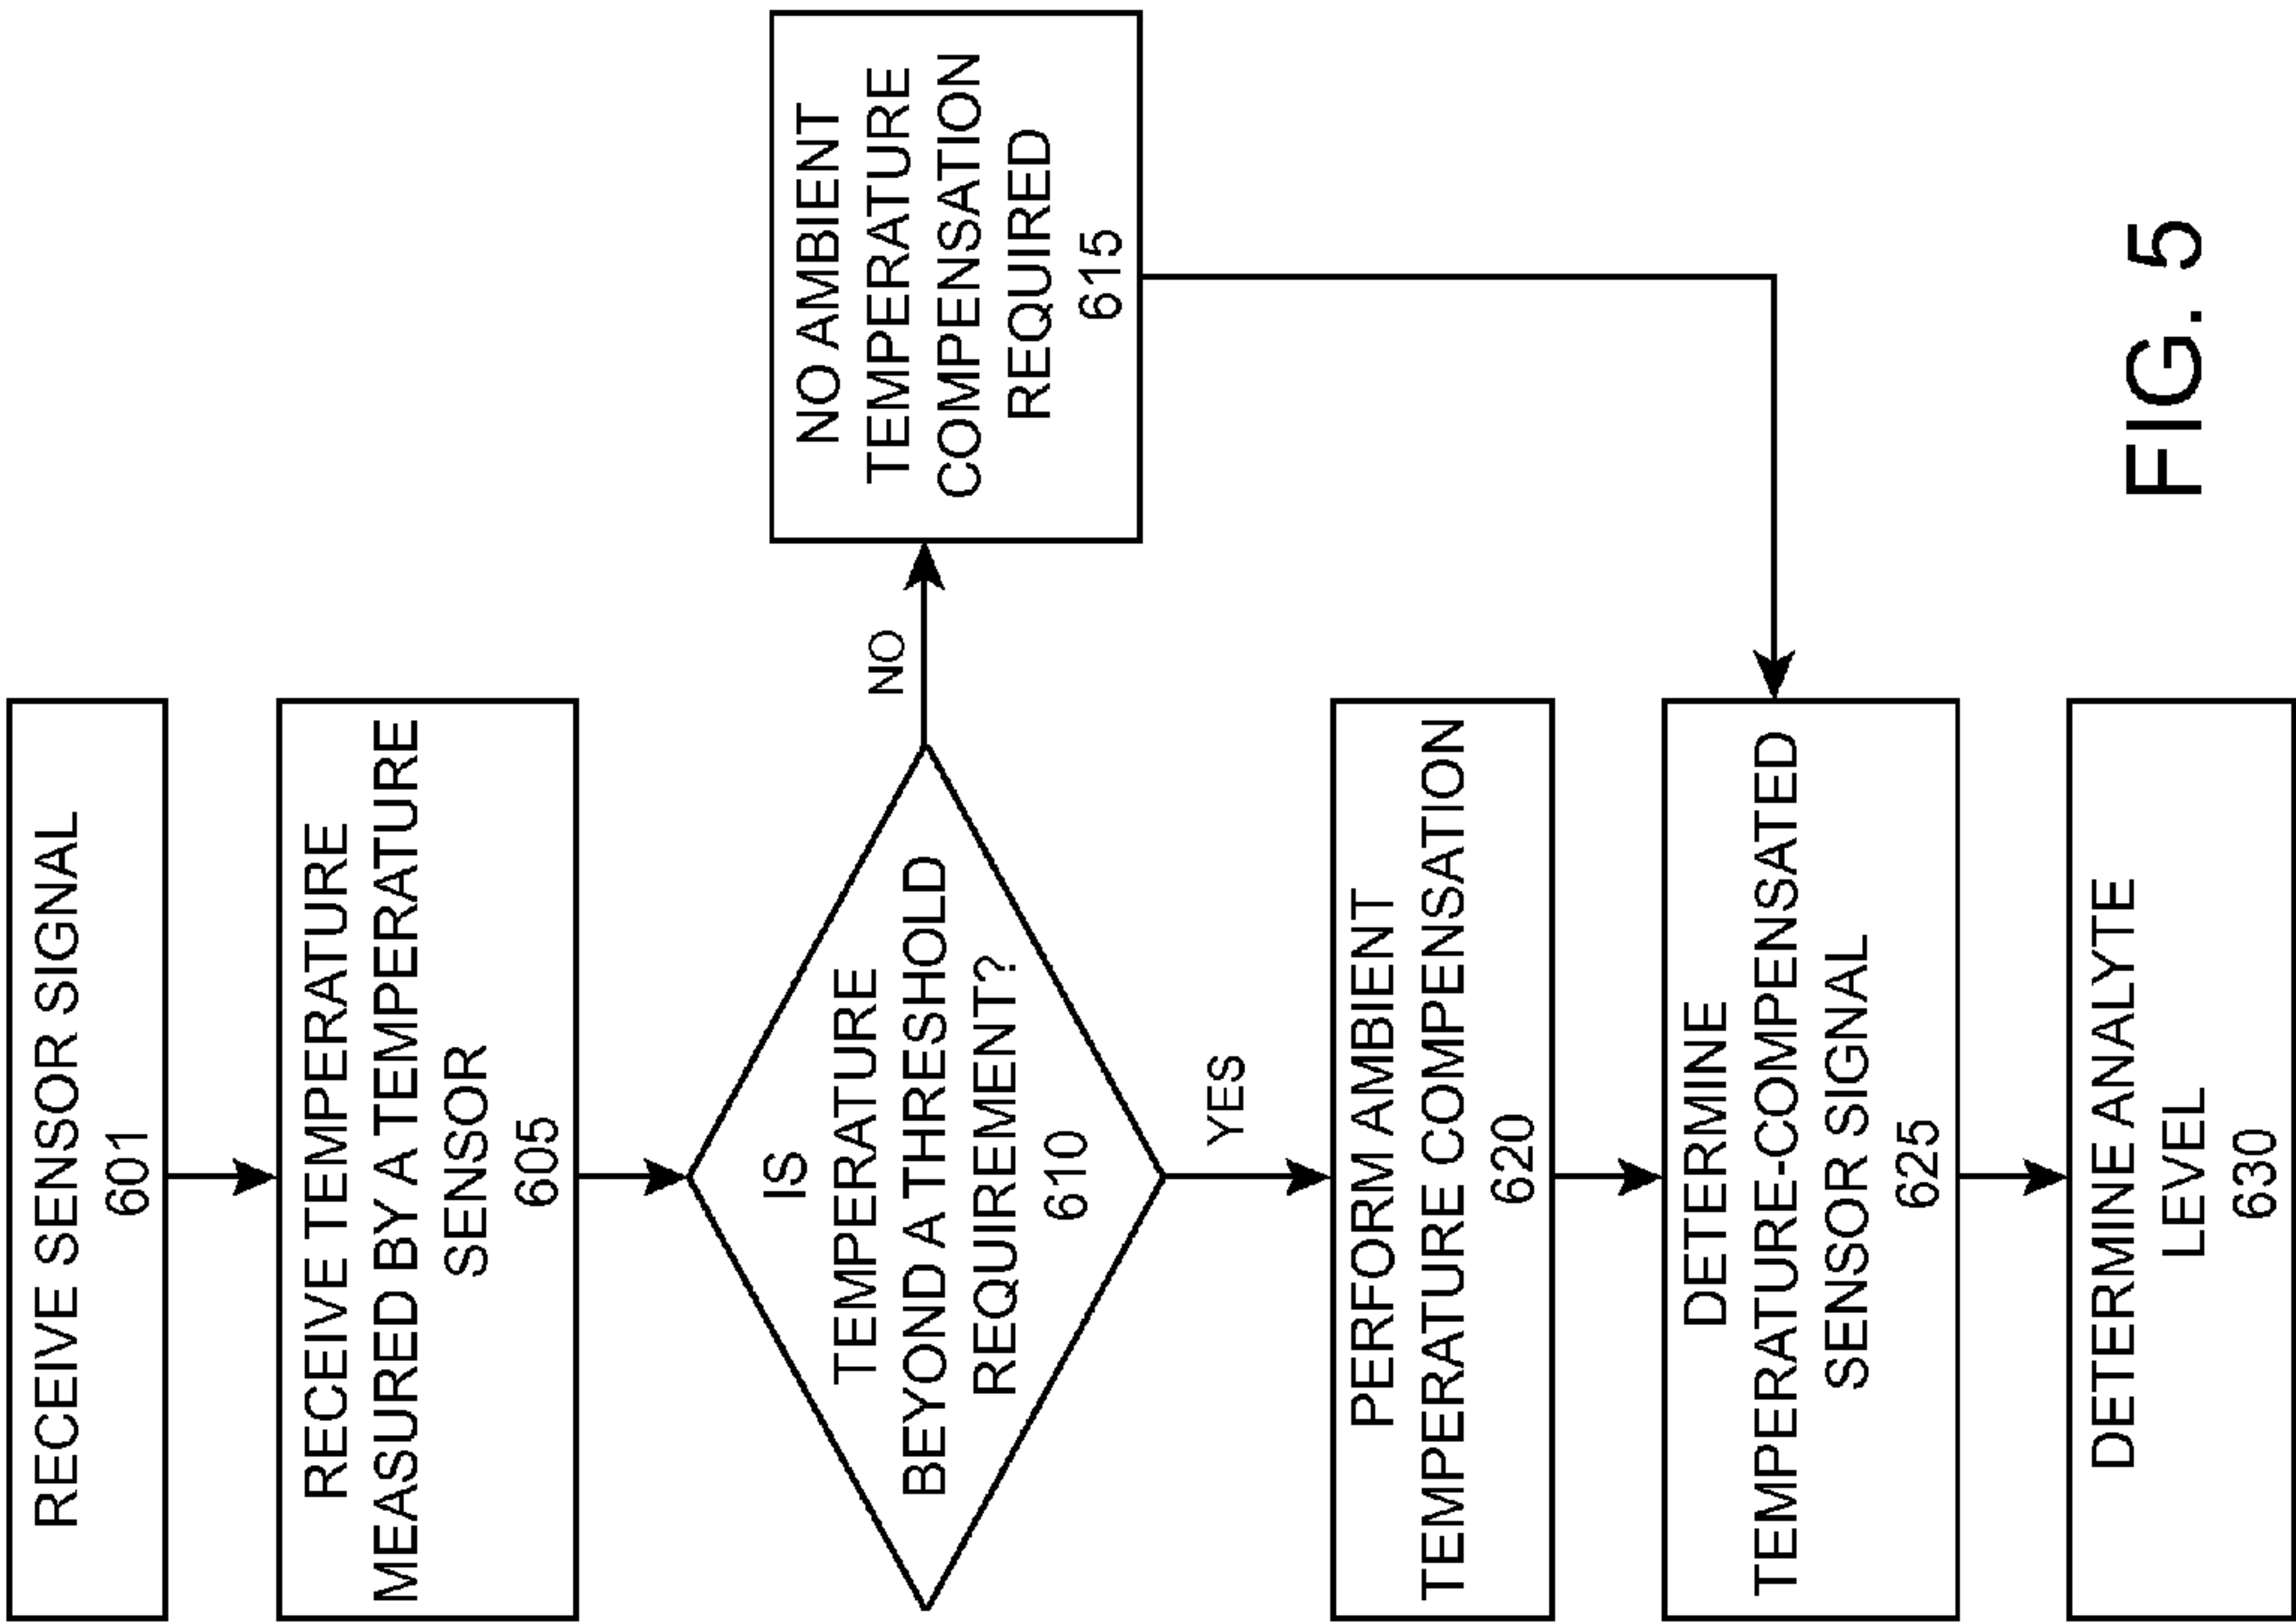 RECEIVE SENSOR SIGNAL
601
RECEIVE TEMPERATURE
MEASURED BY A TEMPERATURE
SENSOR
605
IS
TEMPERATURE
BEYOND A THRESHOLD
REQUIREMENT?
610
NO
NO AMBIENT
TEMPERATURE
COMPENSATION
REQUIRED
615
YES
PERFORM AMBIENT
TEMPERATURE COMPENSATION
620
DETERMINE
TEMPERATURE-COMPENSATED
SENSOR SIGNAL
625
DETERMINE ANALYTE
LEVEL
630
FIG. 5